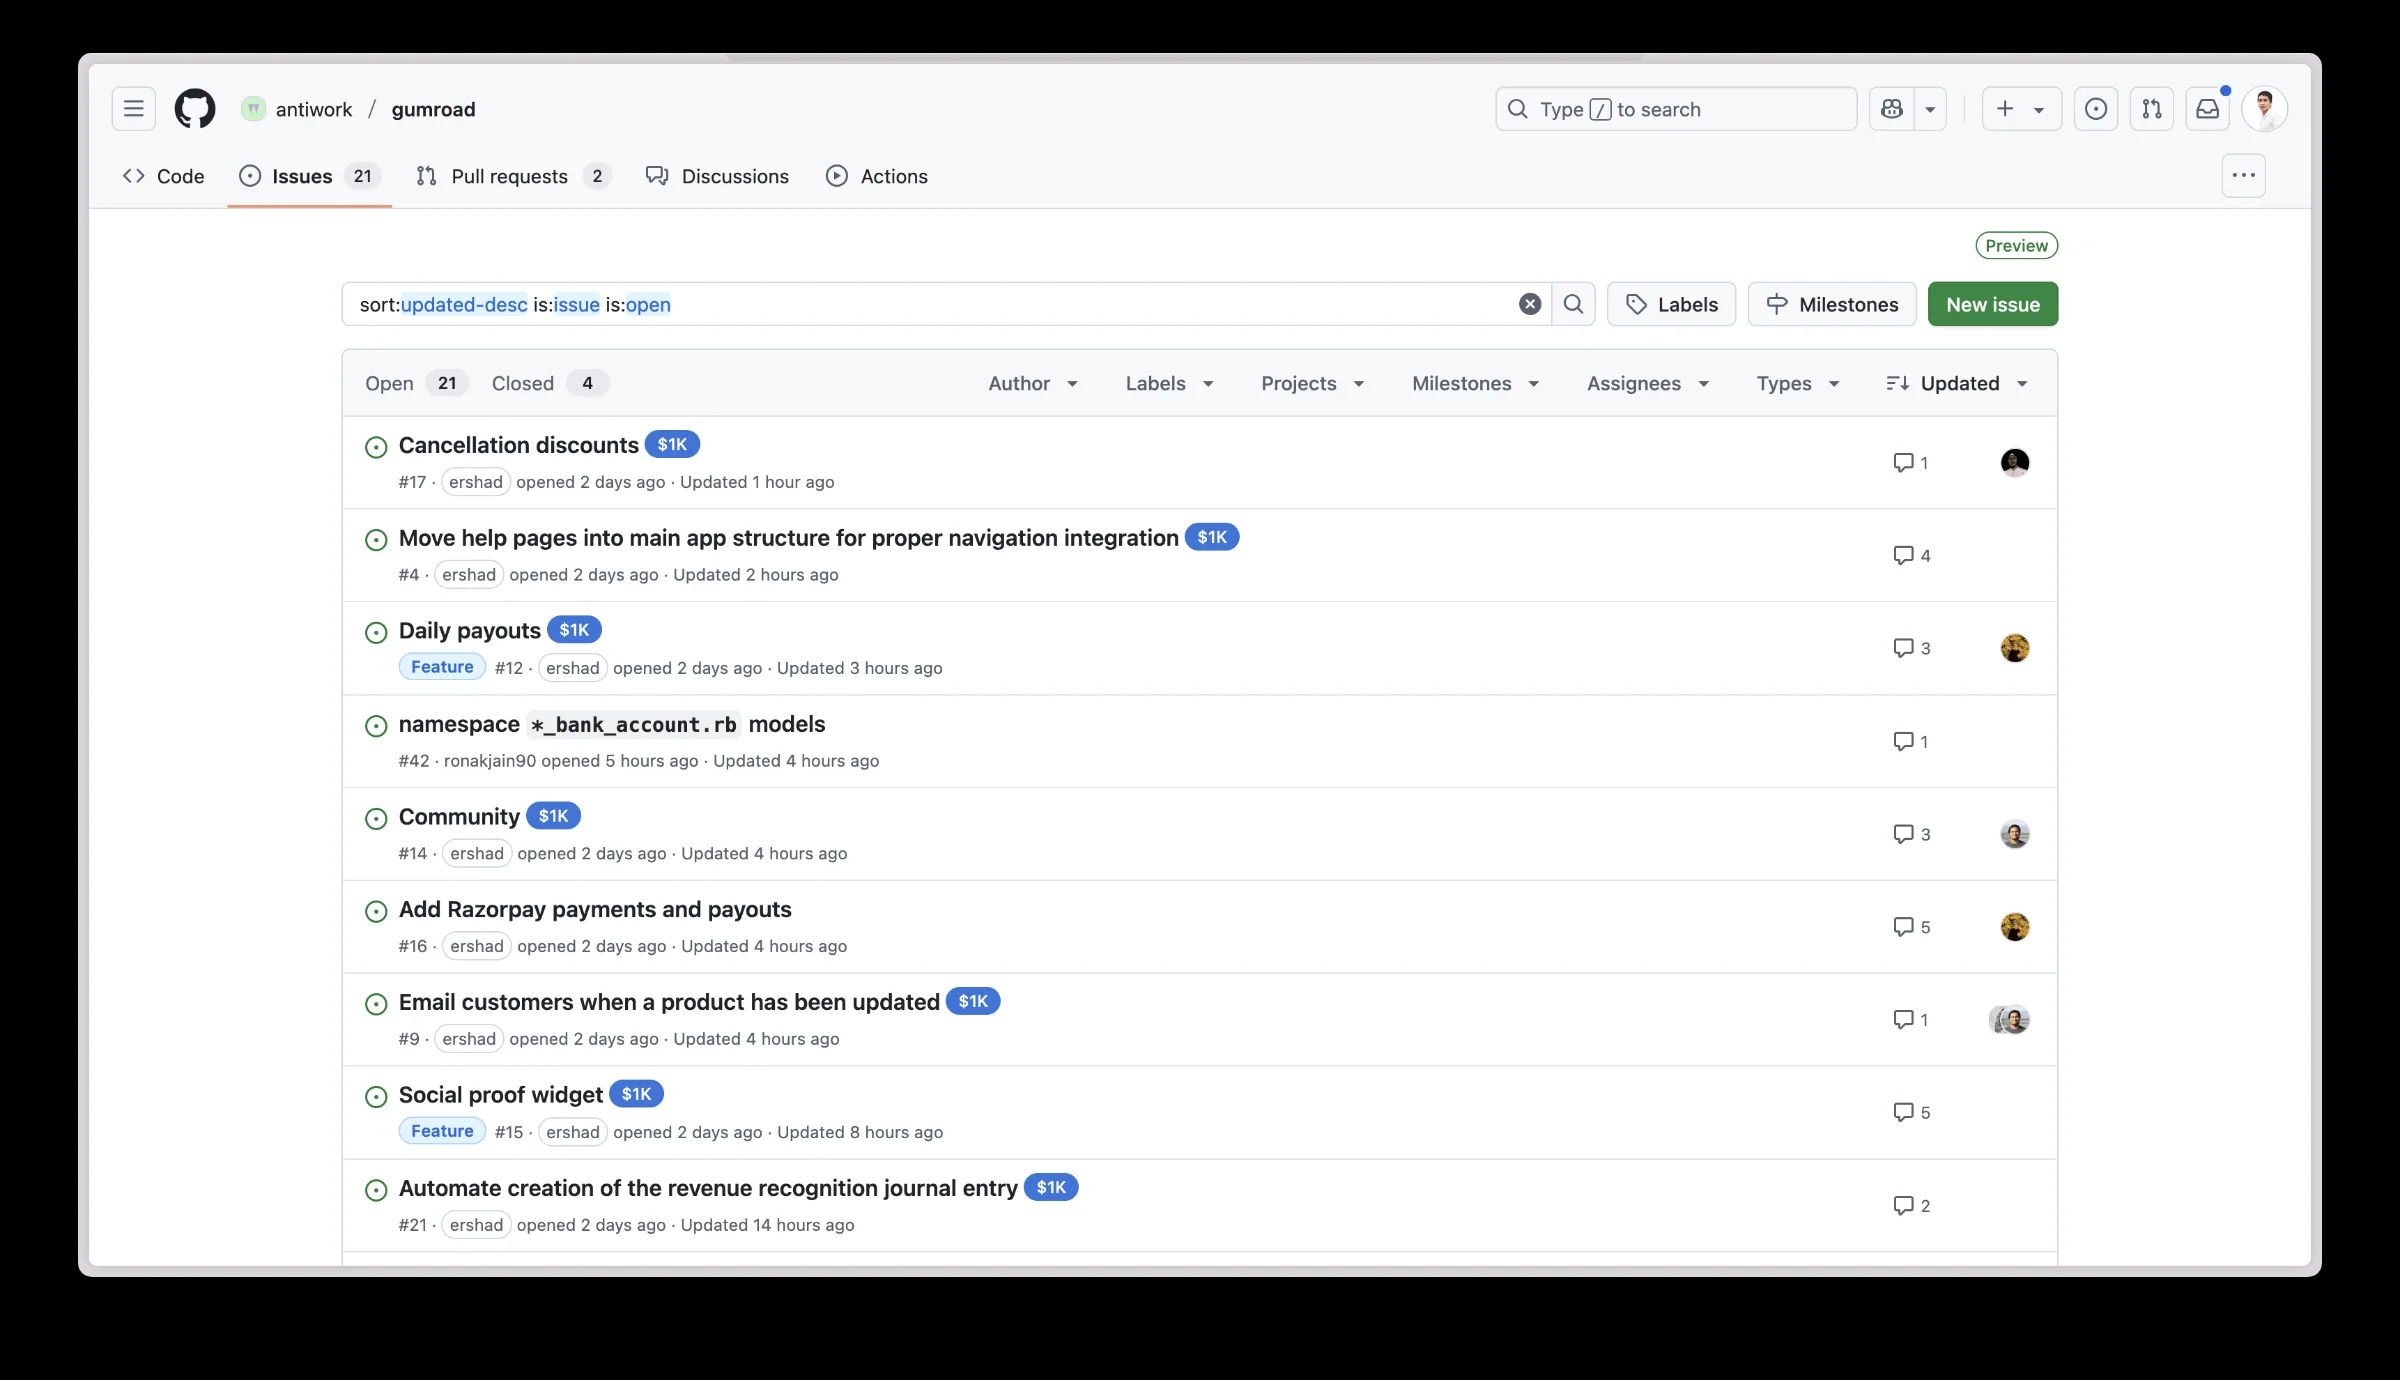 antiwork / gumroad
Type / to search
Code
Issues 21
Pull requests 2
Discussions
Actions
Preview
sort:updated-desc is:issue is:open
Labels
Milestones
New issue
Open 21 Closed 4
Author
Labels
Projects
Milestones
Assignees
Types
Updated
Cancellation discounts $1K
#17 · ershad opened 2 days ago · Updated 1 hour ago
1
Move help pages into main app structure for proper navigation integration $1K
#4 · ershad opened 2 days ago · Updated 2 hours ago
4
Daily payouts $1K
Feature #12 · ershad opened 2 days ago · Updated 3 hours ago
3
namespace *_bank_account.rb models
#42 · ronakjain90 opened 5 hours ago · Updated 4 hours ago
1
Community $1K
#14 · ershad opened 2 days ago · Updated 4 hours ago
3
Add Razorpay payments and payouts
#16 · ershad opened 2 days ago · Updated 4 hours ago
5
Email customers when a product has been updated $1K
#9 · ershad opened 2 days ago · Updated 4 hours ago
1
Social proof widget $1K
Feature #15 · ershad opened 2 days ago · Updated 8 hours ago
5
Automate creation of the revenue recognition journal entry $1K
#21 · ershad opened 2 days ago · Updated 14 hours ago
2